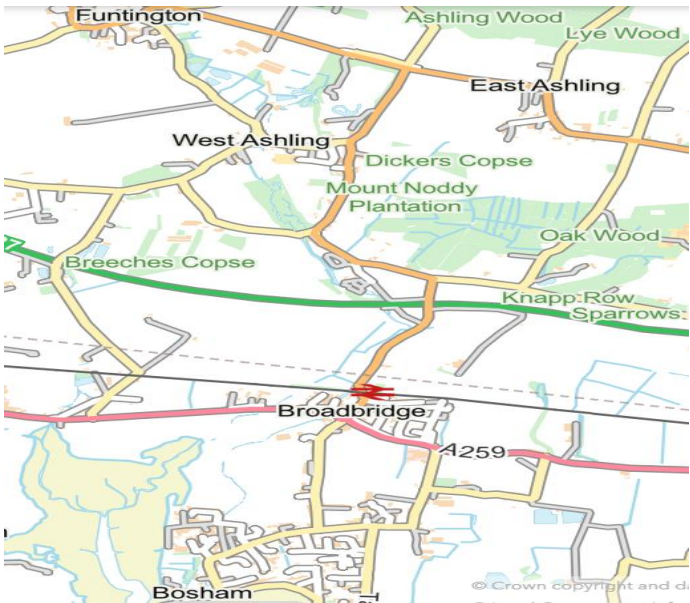 Funtington
Ashling Wood
Lye Wood
East Ashling
West Ashling
Dickers Copse
Mount Noddy
Plantation
Oak Wood
Breeches Copse
Knapp Row
Sparrows
Broadbridge
A259
Bosham
© Crown copyright and da